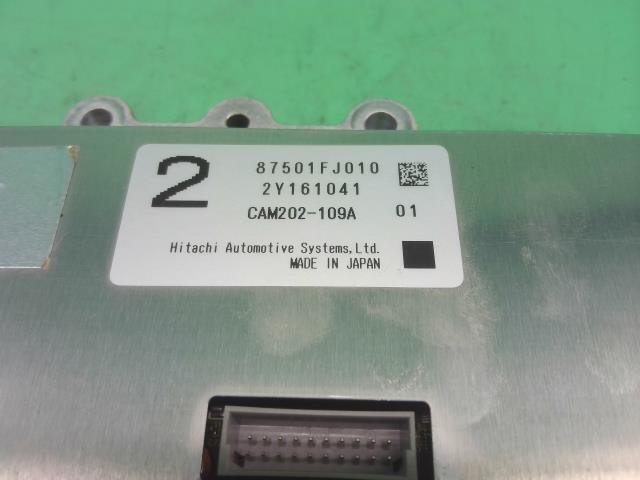 2
87501FJ010
2Y161041
CAM202-109A 01
Hitachi Automotive Systems,Ltd.
MADE IN JAPAN